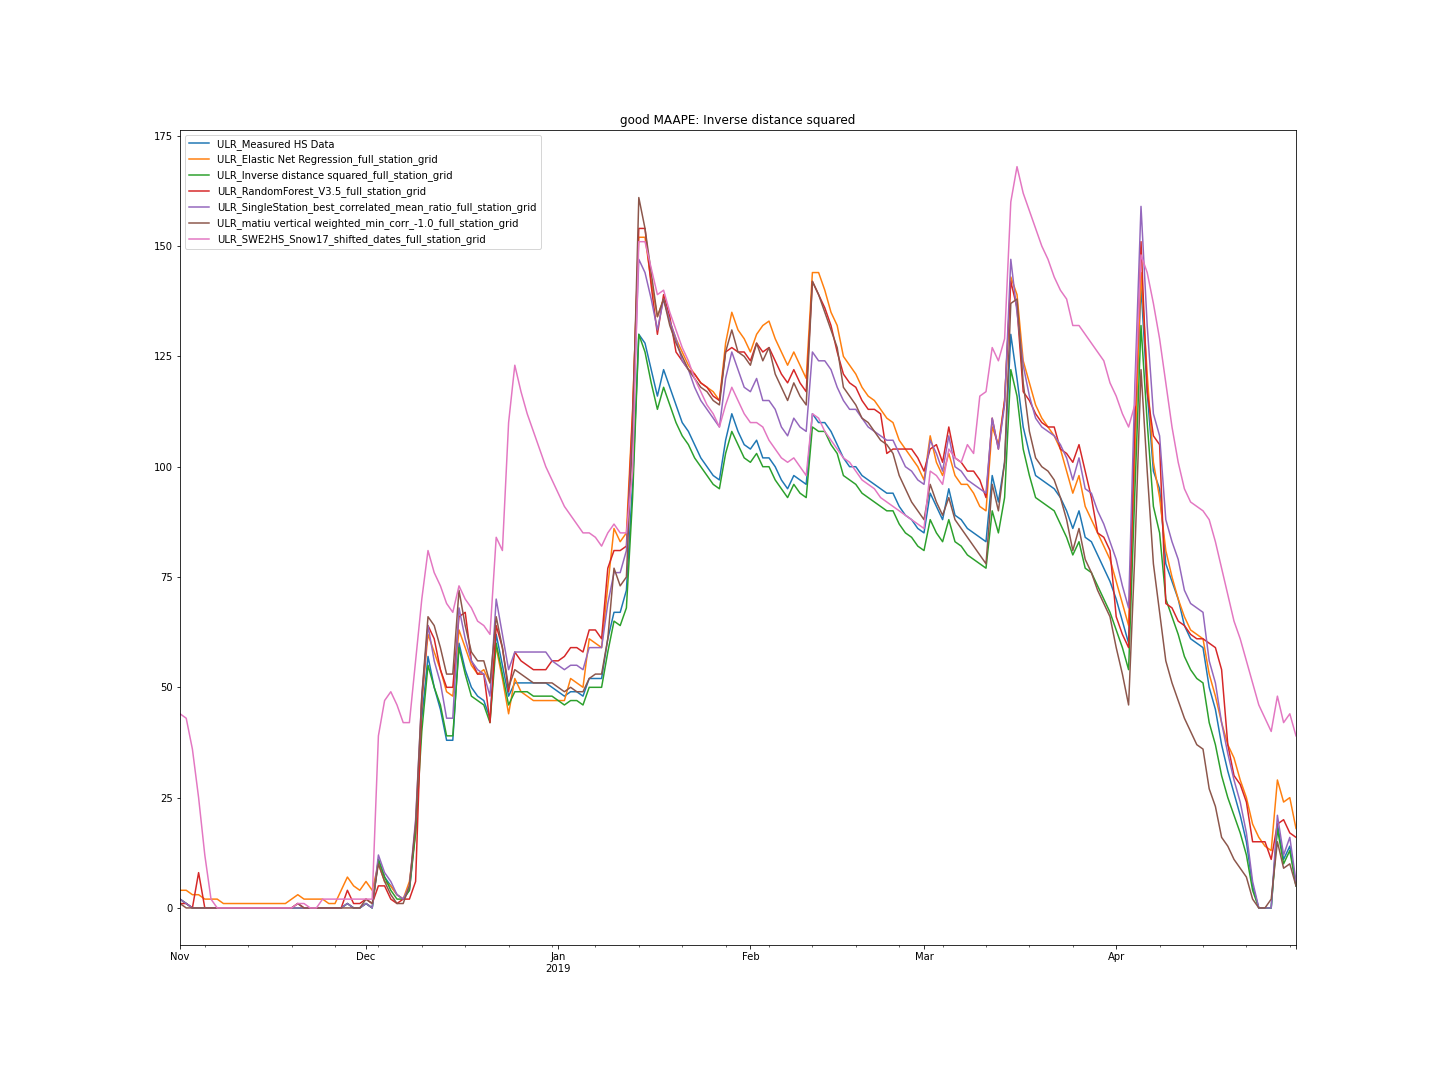 good MAAPE: Inverse distance squared
175
150
125
100
75
50
25
0
ULR_Measured HS Data
ULR_Elastic Net Regression_full_station_grid
ULR_Inverse distance squared_full_station_grid
ULR_RandomForest_V3.5_full_station_grid
ULR_SingleStation_best_correlated_mean_ratio_full_station_grid
ULR_matiu vertical weighted_min_corr_-1.0_full_station_grid
ULR_SWE2HS_Snow17_shifted_dates_full_station_grid
Nov Dec Jan Feb Mar Apr
2019